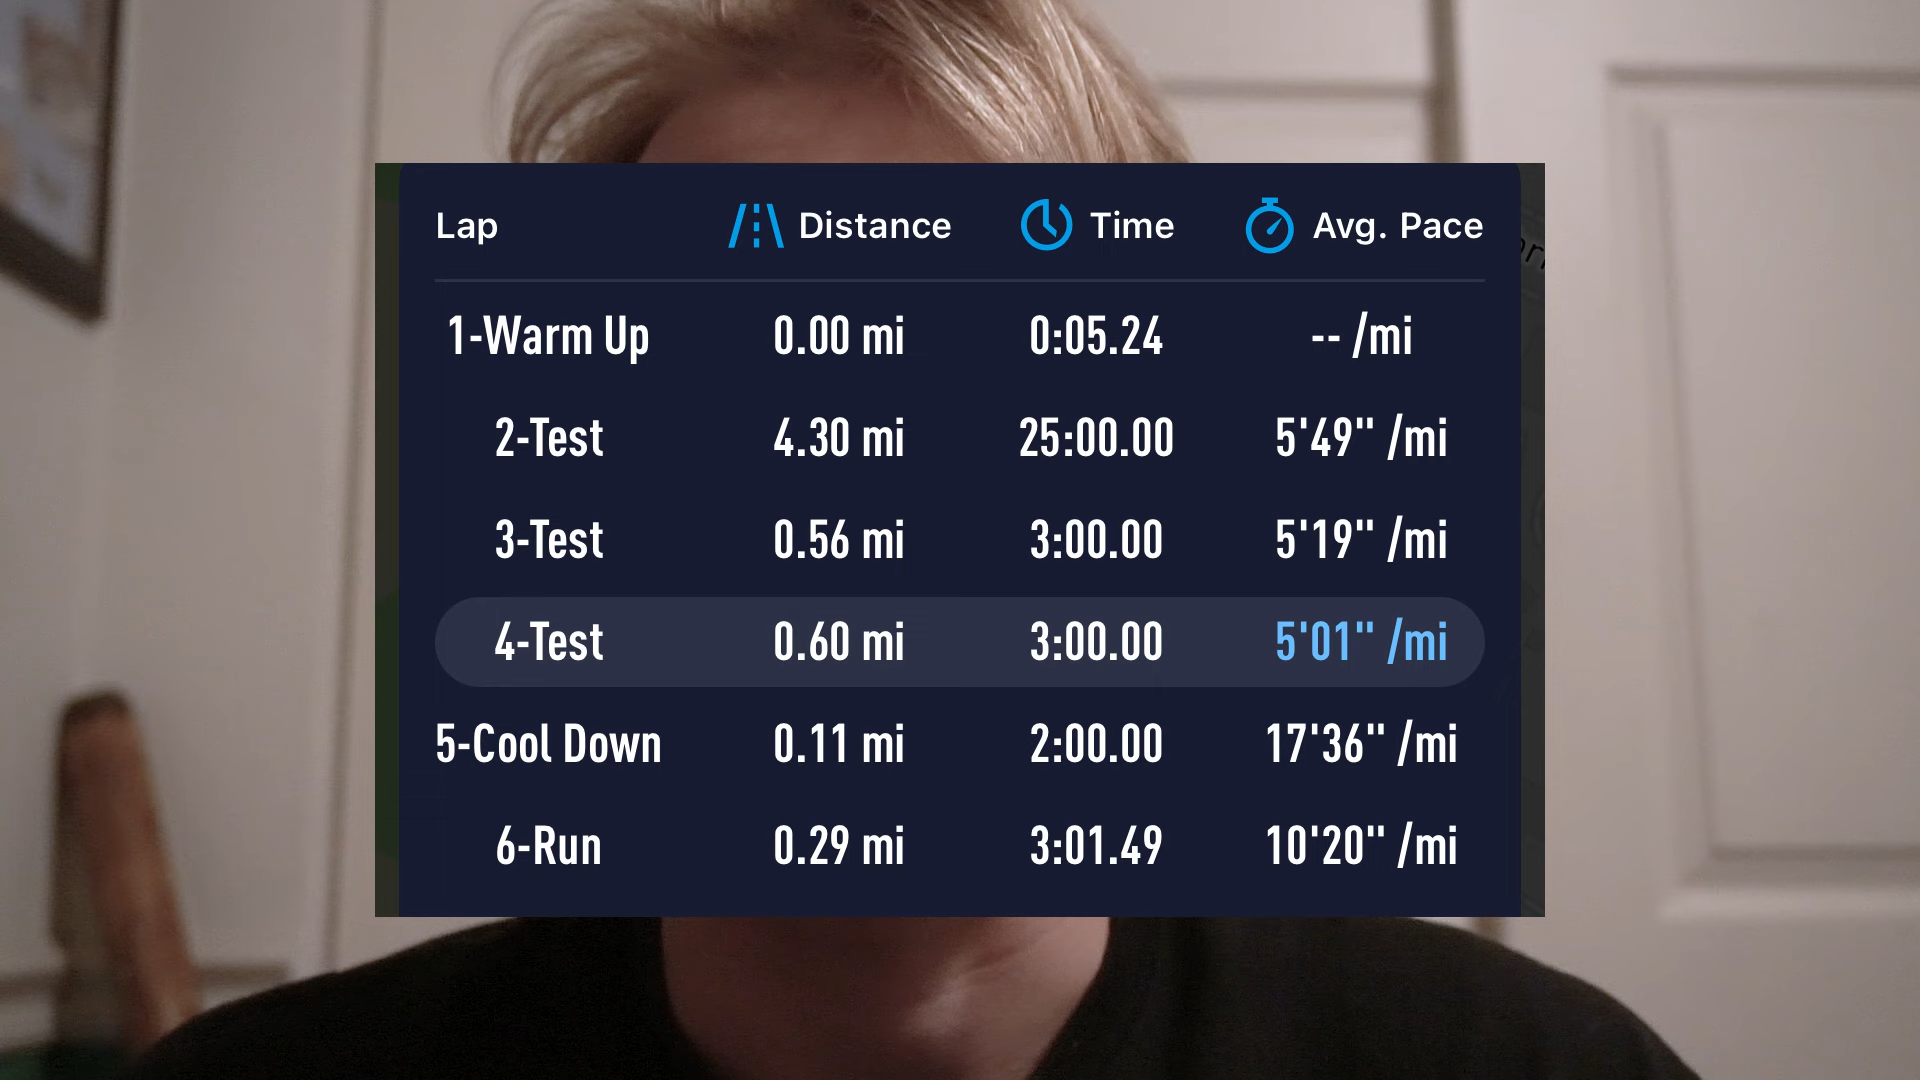 Lap Distance Time Avg. Pace
1-Warm Up 0.00 mi 0:05.24 -- /mi
2-Test 4.30 mi 25:00.00 5'49" /mi
3-Test 0.56 mi 3:00.00 5'19" /mi
4-Test 0.60 mi 3:00.00 5'01" /mi
5-Cool Down 0.11 mi 2:00.00 17'36" /mi
6-Run 0.29 mi 3:01.49 10'20" /mi